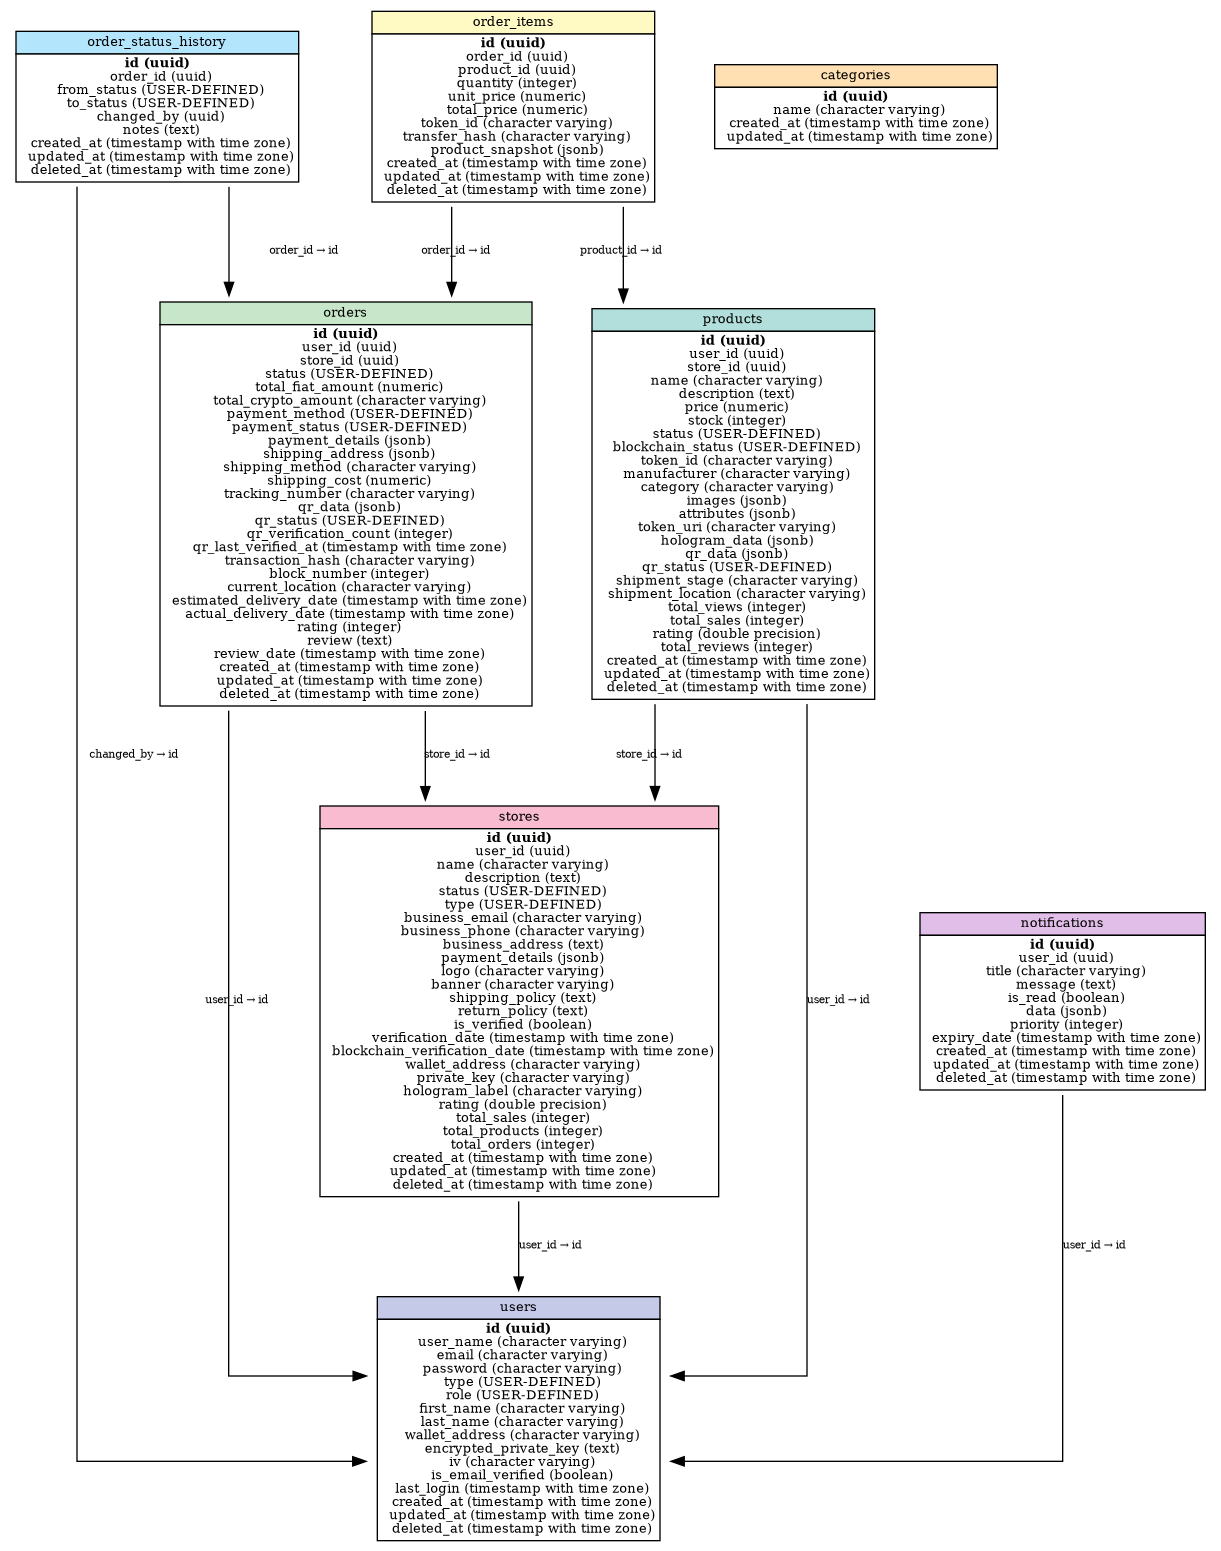 order_status_history
id (uuid)
order_id (uuid)
from_status (USER-DEFINED)
to_status (USER-DEFINED)
changed_by (uuid)
notes (text)
created_at (timestamp with time zone)
updated_at (timestamp with time zone)
deleted_at (timestamp with time zone)
order_items
id (uuid)
order_id (uuid)
product_id (uuid)
quantity (integer)
unit_price (numeric)
total_price (numeric)
token_id (character varying)
transfer_hash (character varying)
product_snapshot (jsonb)
created_at (timestamp with time zone)
updated_at (timestamp with time zone)
deleted_at (timestamp with time zone)
categories
id (uuid)
name (character varying)
created_at (timestamp with time zone)
updated_at (timestamp with time zone)
order_id → id
order_id → id
product_id → id
orders
id (uuid)
user_id (uuid)
store_id (uuid)
status (USER-DEFINED)
total_fiat_amount (numeric)
total_crypto_amount (character varying)
payment_method (USER-DEFINED)
payment_status (USER-DEFINED)
payment_details (jsonb)
shipping_address (jsonb)
shipping_method (character varying)
shipping_cost (numeric)
tracking_number (character varying)
qr_data (jsonb)
qr_status (USER-DEFINED)
qr_verification_count (integer)
qr_last_verified_at (timestamp with time zone)
transaction_hash (character varying)
block_number (integer)
current_location (character varying)
estimated_delivery_date (timestamp with time zone)
actual_delivery_date (timestamp with time zone)
rating (integer)
review (text)
review_date (timestamp with time zone)
created_at (timestamp with time zone)
updated_at (timestamp with time zone)
deleted_at (timestamp with time zone)
products
id (uuid)
user_id (uuid)
store_id (uuid)
name (character varying)
description (text)
price (numeric)
stock (integer)
status (USER-DEFINED)
blockchain_status (USER-DEFINED)
token_id (character varying)
manufacturer (character varying)
category (character varying)
images (jsonb)
attributes (jsonb)
token_uri (character varying)
hologram_data (jsonb)
qr_data (jsonb)
qr_status (USER-DEFINED)
shipment_stage (character varying)
shipment_location (character varying)
total_views (integer)
total_sales (integer)
rating (double precision)
total_reviews (integer)
created_at (timestamp with time zone)
updated_at (timestamp with time zone)
deleted_at (timestamp with time zone)
changed_by → id
store_id → id
store_id → id
stores
id (uuid)
user_id (uuid)
name (character varying)
description (text)
status (USER-DEFINED)
type (USER-DEFINED)
business_email (character varying)
business_phone (character varying)
business_address (text)
payment_details (jsonb)
logo (character varying)
banner (character varying)
shipping_policy (text)
return_policy (text)
is_verified (boolean)
verification_date (timestamp with time zone)
blockchain_verification_date (timestamp with time zone)
wallet_address (character varying)
private_key (character varying)
hologram_label (character varying)
rating (double precision)
total_sales (integer)
total_products (integer)
total_orders (integer)
created_at (timestamp with time zone)
updated_at (timestamp with time zone)
deleted_at (timestamp with time zone)
user_id → id
user_id → id
notifications
id (uuid)
user_id (uuid)
title (character varying)
message (text)
is_read (boolean)
data (jsonb)
priority (integer)
expiry_date (timestamp with time zone)
created_at (timestamp with time zone)
updated_at (timestamp with time zone)
deleted_at (timestamp with time zone)
user_id → id
user_id → id
users
id (uuid)
user_name (character varying)
email (character varying)
password (character varying)
type (USER-DEFINED)
role (USER-DEFINED)
first_name (character varying)
last_name (character varying)
wallet_address (character varying)
encrypted_private_key (text)
iv (character varying)
is_email_verified (boolean)
last_login (timestamp with time zone)
created_at (timestamp with time zone)
updated_at (timestamp with time zone)
deleted_at (timestamp with time zone)